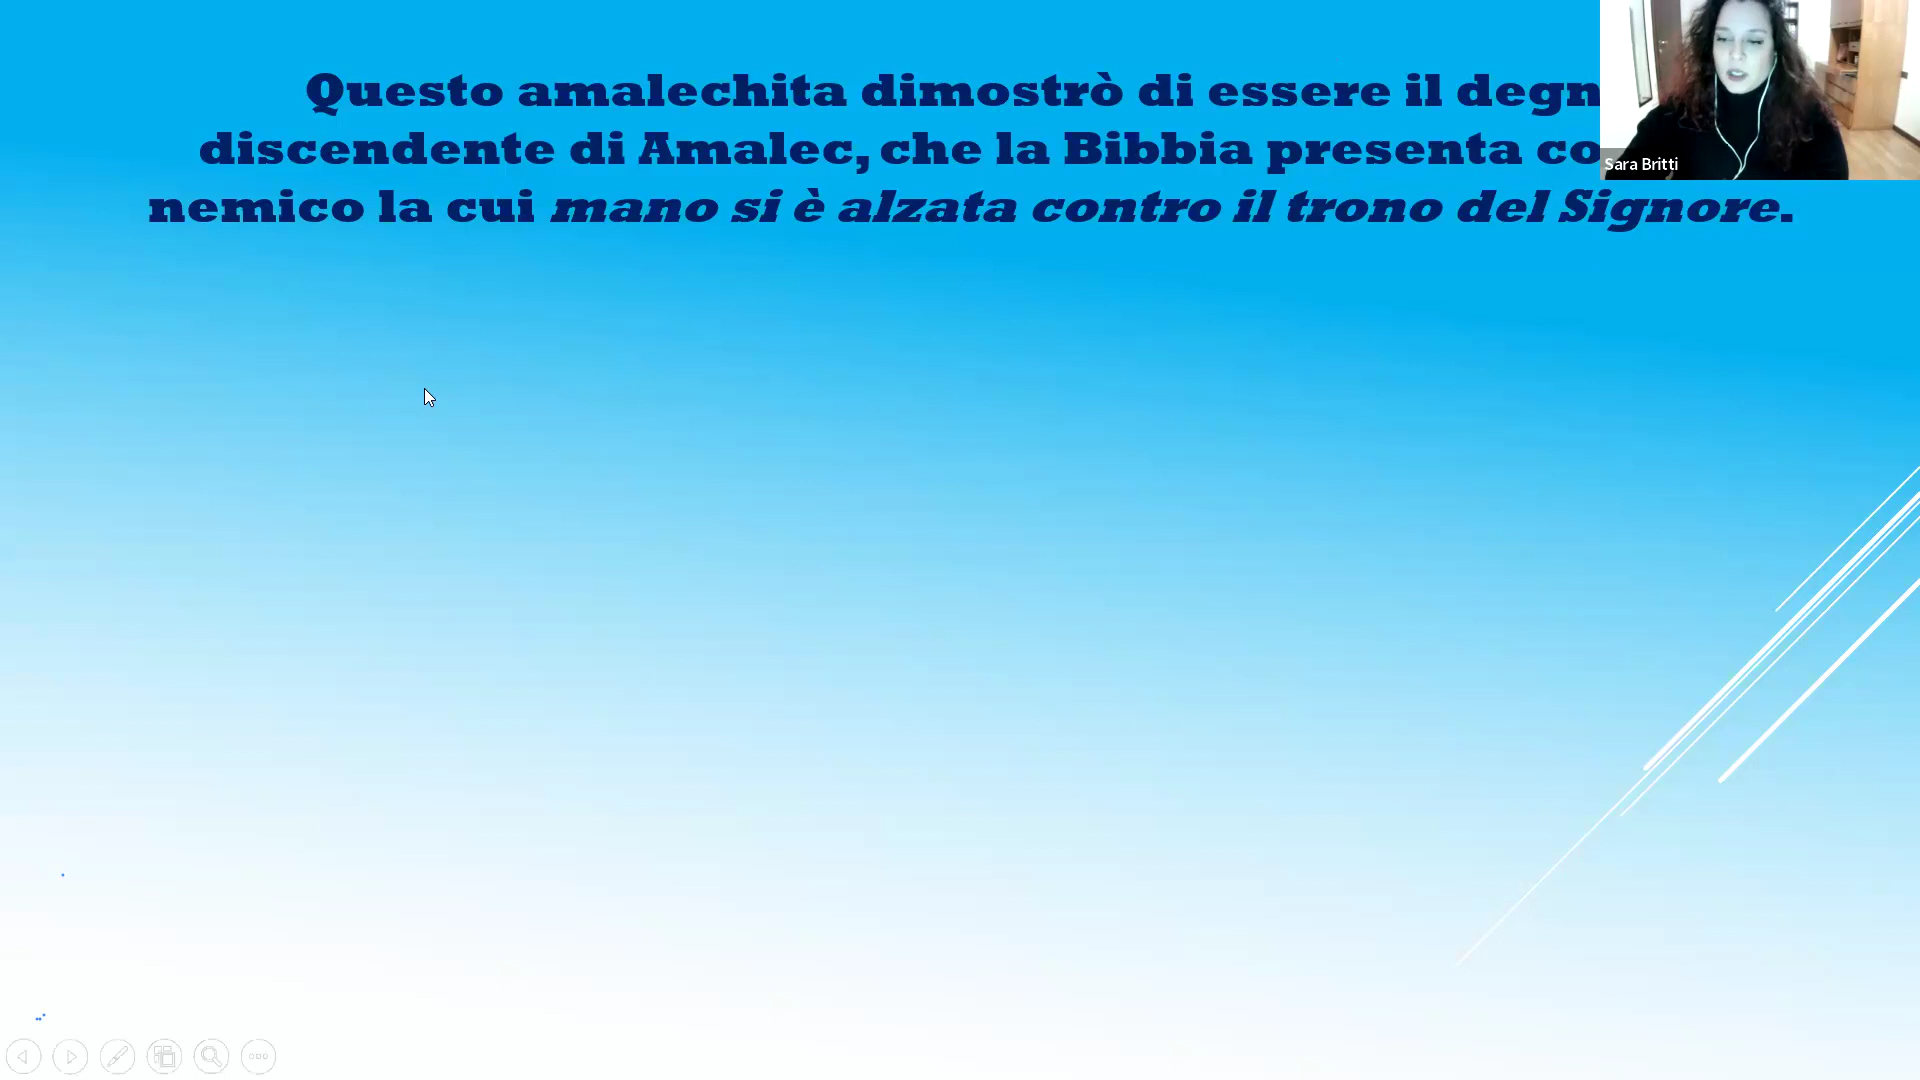 Questo amalechita dimostrò di essere il degn
discendente di Amalec, che la Bibbia presenta co
nemico la cui mano si è alzata contro il trono del Signore.
Sara Britti